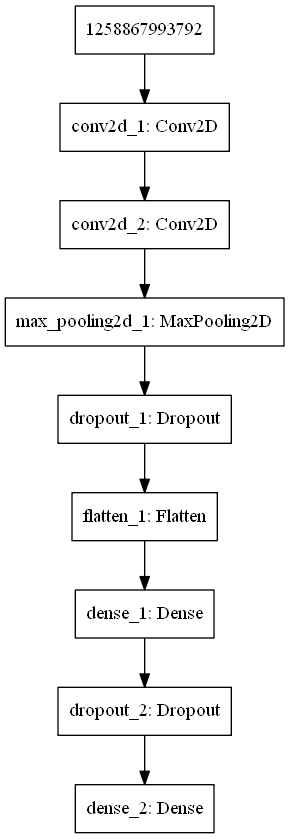 1258867993792
conv2d_1: Conv2D
conv2d_2: Conv2D
max_pooling2d_1: MaxPooling2D
dropout_1: Dropout
flatten_1: Flatten
dense_1: Dense
dropout_2: Dropout
dense_2: Dense